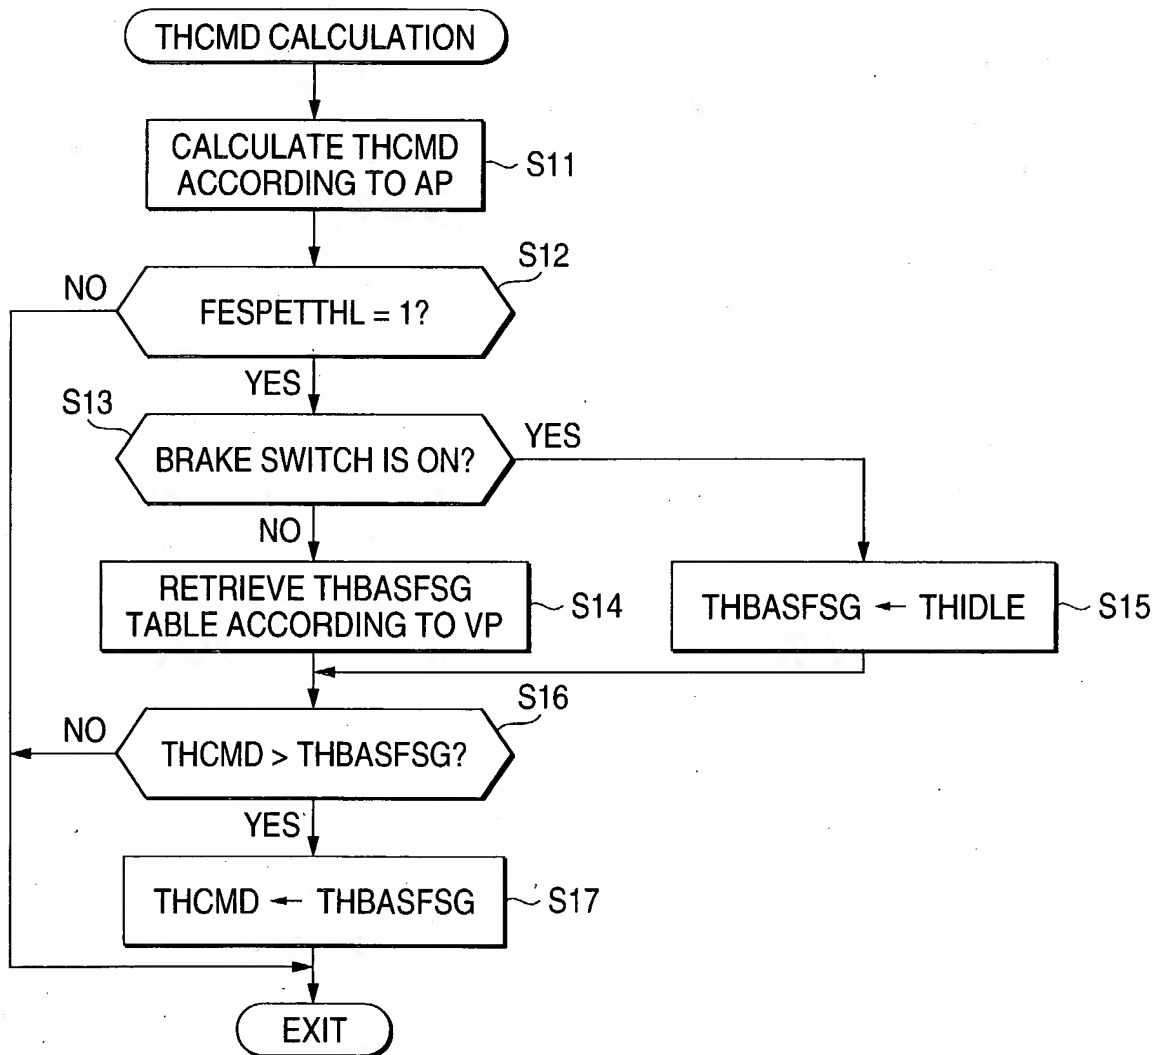 THCMD CALCULATION
CALCULATE THCMD
ACCORDING TO AP
S11
S12
NO
FESPETTHL = 1?
YES
S13
BRAKE SWITCH IS ON?
YES
NO
RETRIEVE THBASFSG
TABLE ACCORDING TO VP
S14
THBASFSG ← THIDLE
S15
S16
NO
THCMD > THBASFSG?
YES
THCMD ← THBASFSG
S17
EXIT